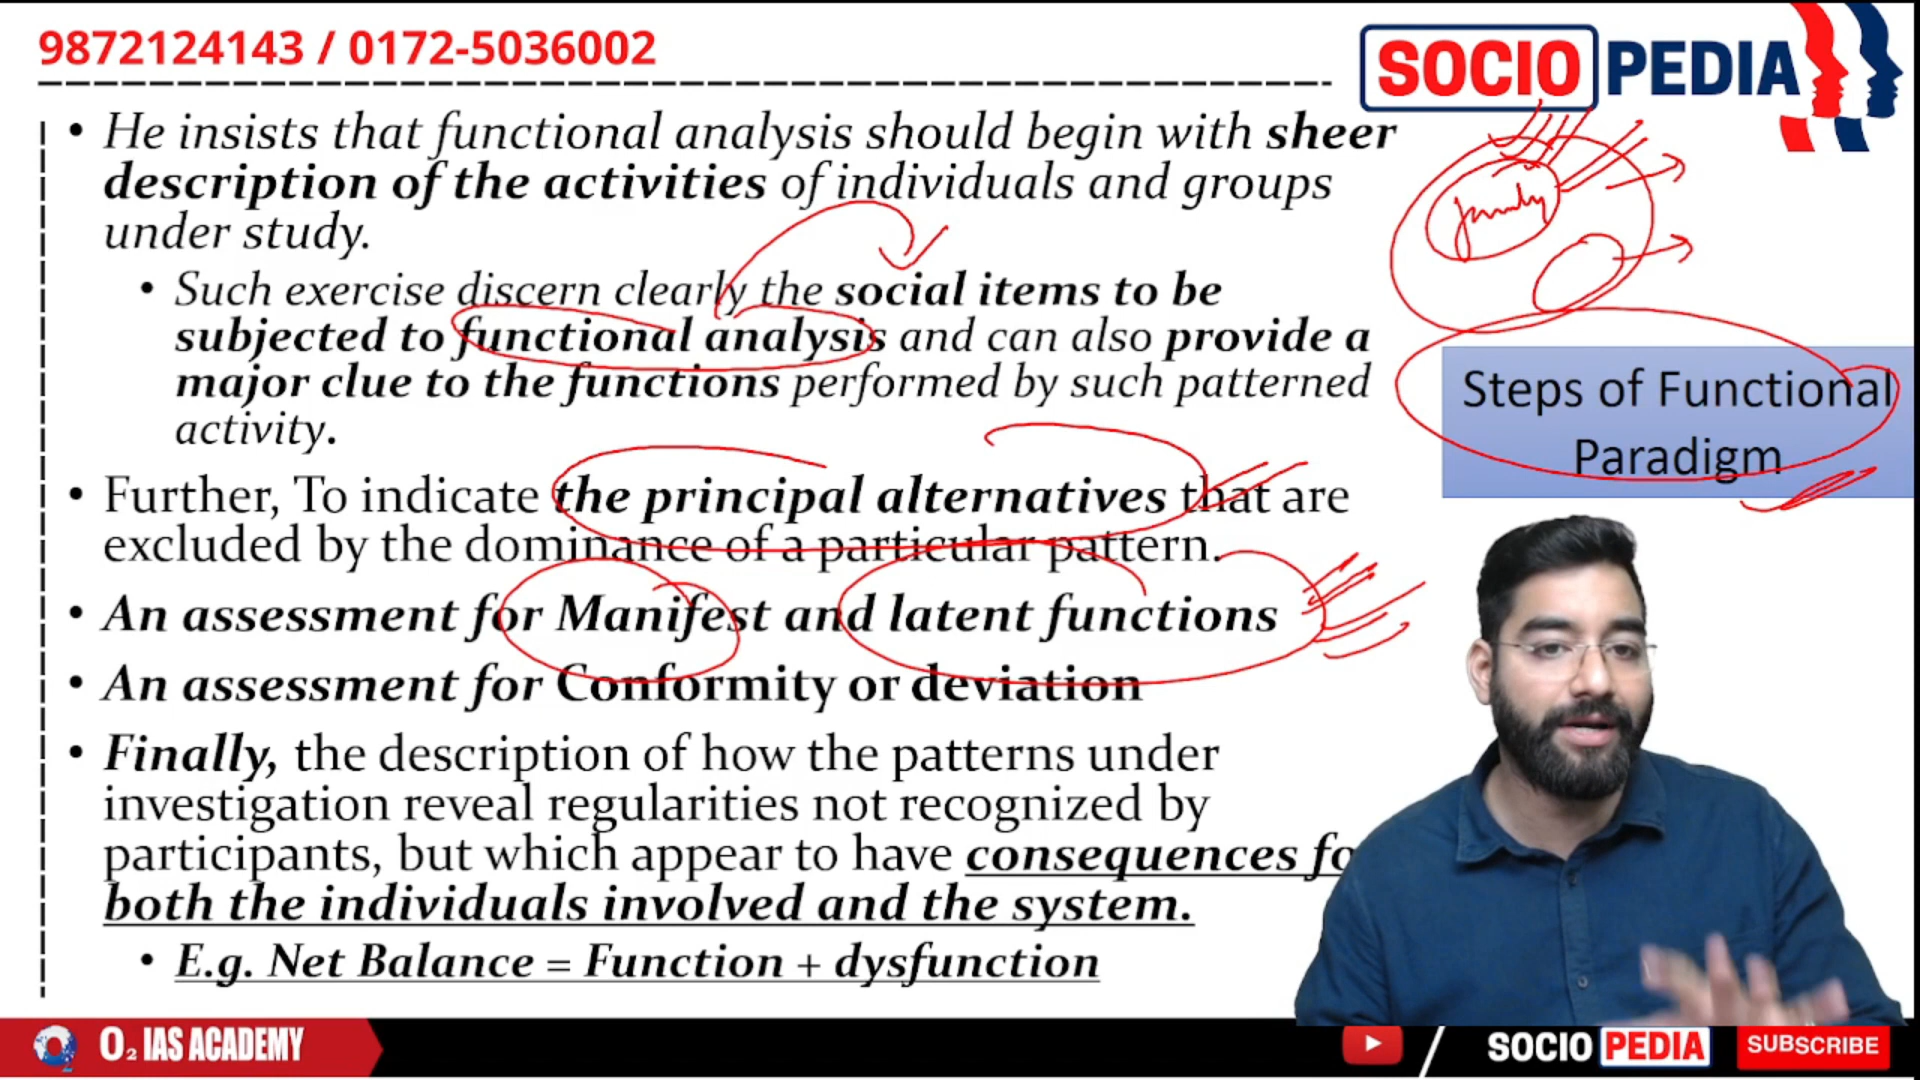 9872124143 / 0172-5036002
SOCIO PEDIA
• He insists that functional analysis should begin with sheer
description of the activities of individuals and groups
under study.
• Such exercise discern clearly the social items to be
subjected to functional analysis and can also provide a
major clue to the functions performed by such patterned
activity.
• Further, To indicate the principal alternatives that are
excluded by the dominance of a particular pattern.
• An assessment for Manifest and latent functions
• An assessment for Conformity or deviation
• Finally, the description of how the patterns under
investigation reveal regularities not recognized by
participants, but which appear to have consequences fo
both the individuals involved and the system.
• E.g. Net Balance = Function + dysfunction
family
Steps of Functional
Paradigm
O2 IAS ACADEMY
SOCIO PEDIA
SUBSCRIBE